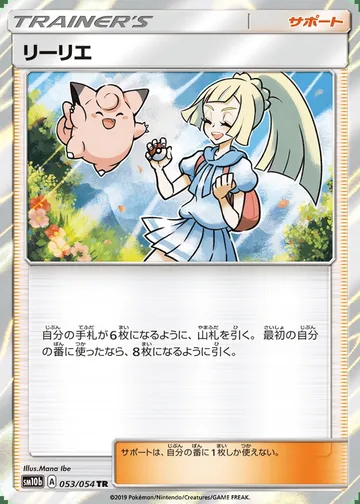 TRAINER'S
サポート
リーリエ
自分の手札が6枚になるように、山札を引く。最初の自分
の番に使ったなら、8枚になるように引く。
Illus.Mana Ibe
sm10b A 053/054 TR
サポートは、自分の番に1枚しか使えない。
©2019 Pokémon/Nintendo/Creatures/GAME FREAK.